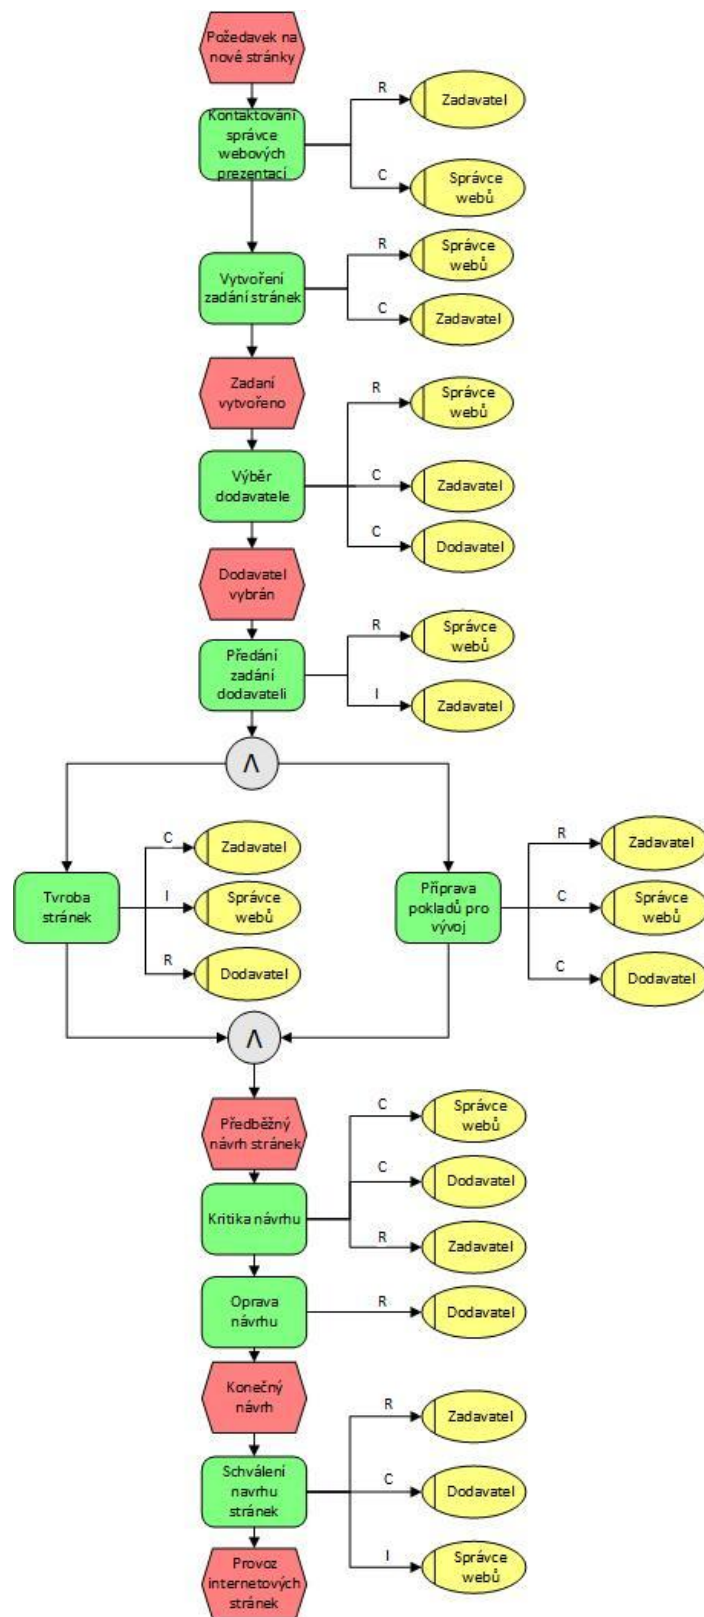 Požedavek na
nové stránky
Kontaktování
správce
webových
prezentací
R
Zadavatel
C
Správce
webů
Vytvoření
zadání stránek
R
Správce
webů
C
Zadavatel
Zadaní
vytvořeno
R
Správce
webů
Výběr
dodavatele
C
Zadavatel
C
Dodavatel
Dodavatel
vybrán
Předání
zadání
dodavateli
R
Správce
webů
I
Zadavatel
Λ
Tvroba
stránek
C
Zadavatel
I
Správce
webů
R
Dodavatel
Příprava
pokladů pro
vývoj
R
Zadavatel
C
Správce
webů
C
Dodavatel
Λ
Předběžný
návrh stránek
C
Správce
webů
C
Dodavatel
Kritika návrhu
R
Zadavatel
Oprava
návrhu
R
Dodavatel
Konečný
návrh
R
Zadavatel
Schválení
navrhu
stránek
C
Dodavatel
I
Správce
webů
Provoz
internetových
stránek